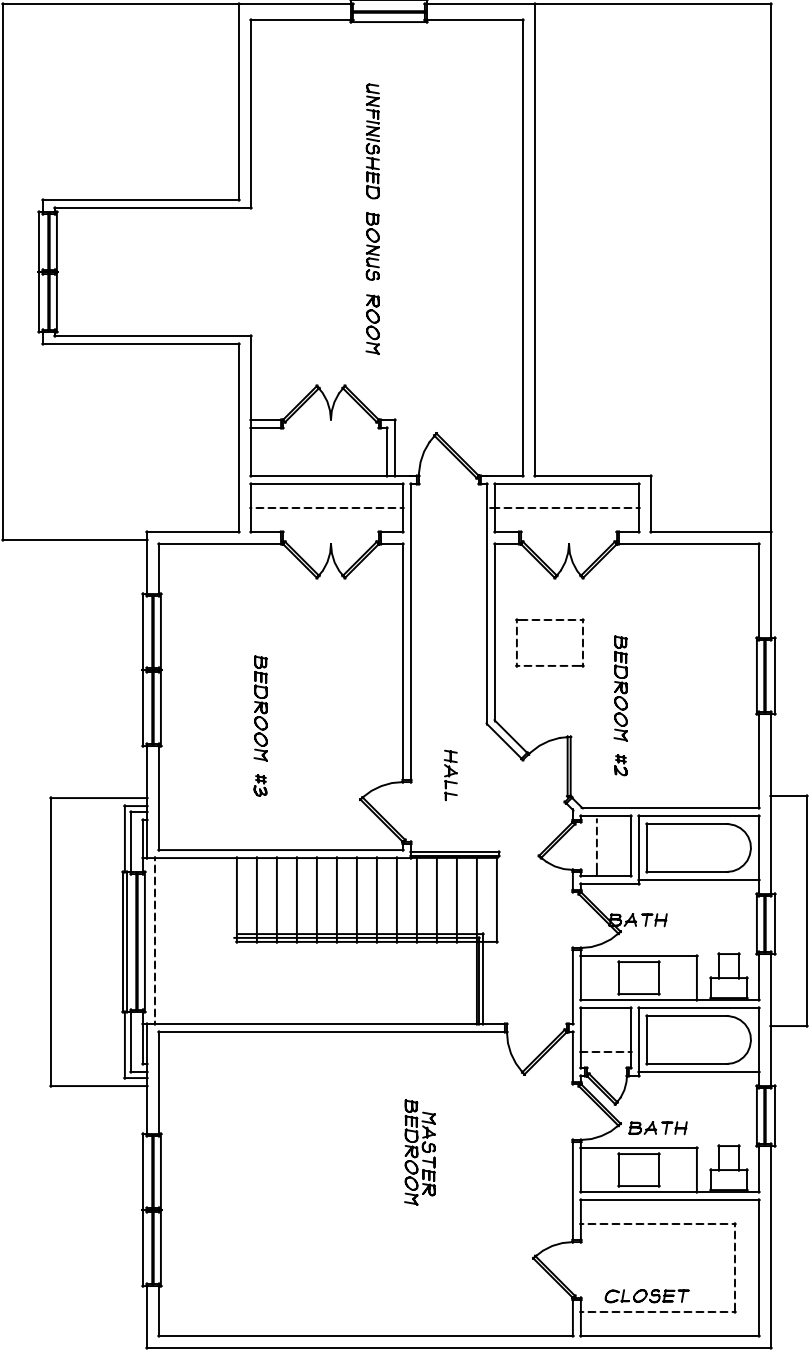 UNFINISHED BONUS ROOM
BEDROOM #2
BEDROOM #3
HALL
BATH
BATH
MASTER
BEDROOM
CLOSET